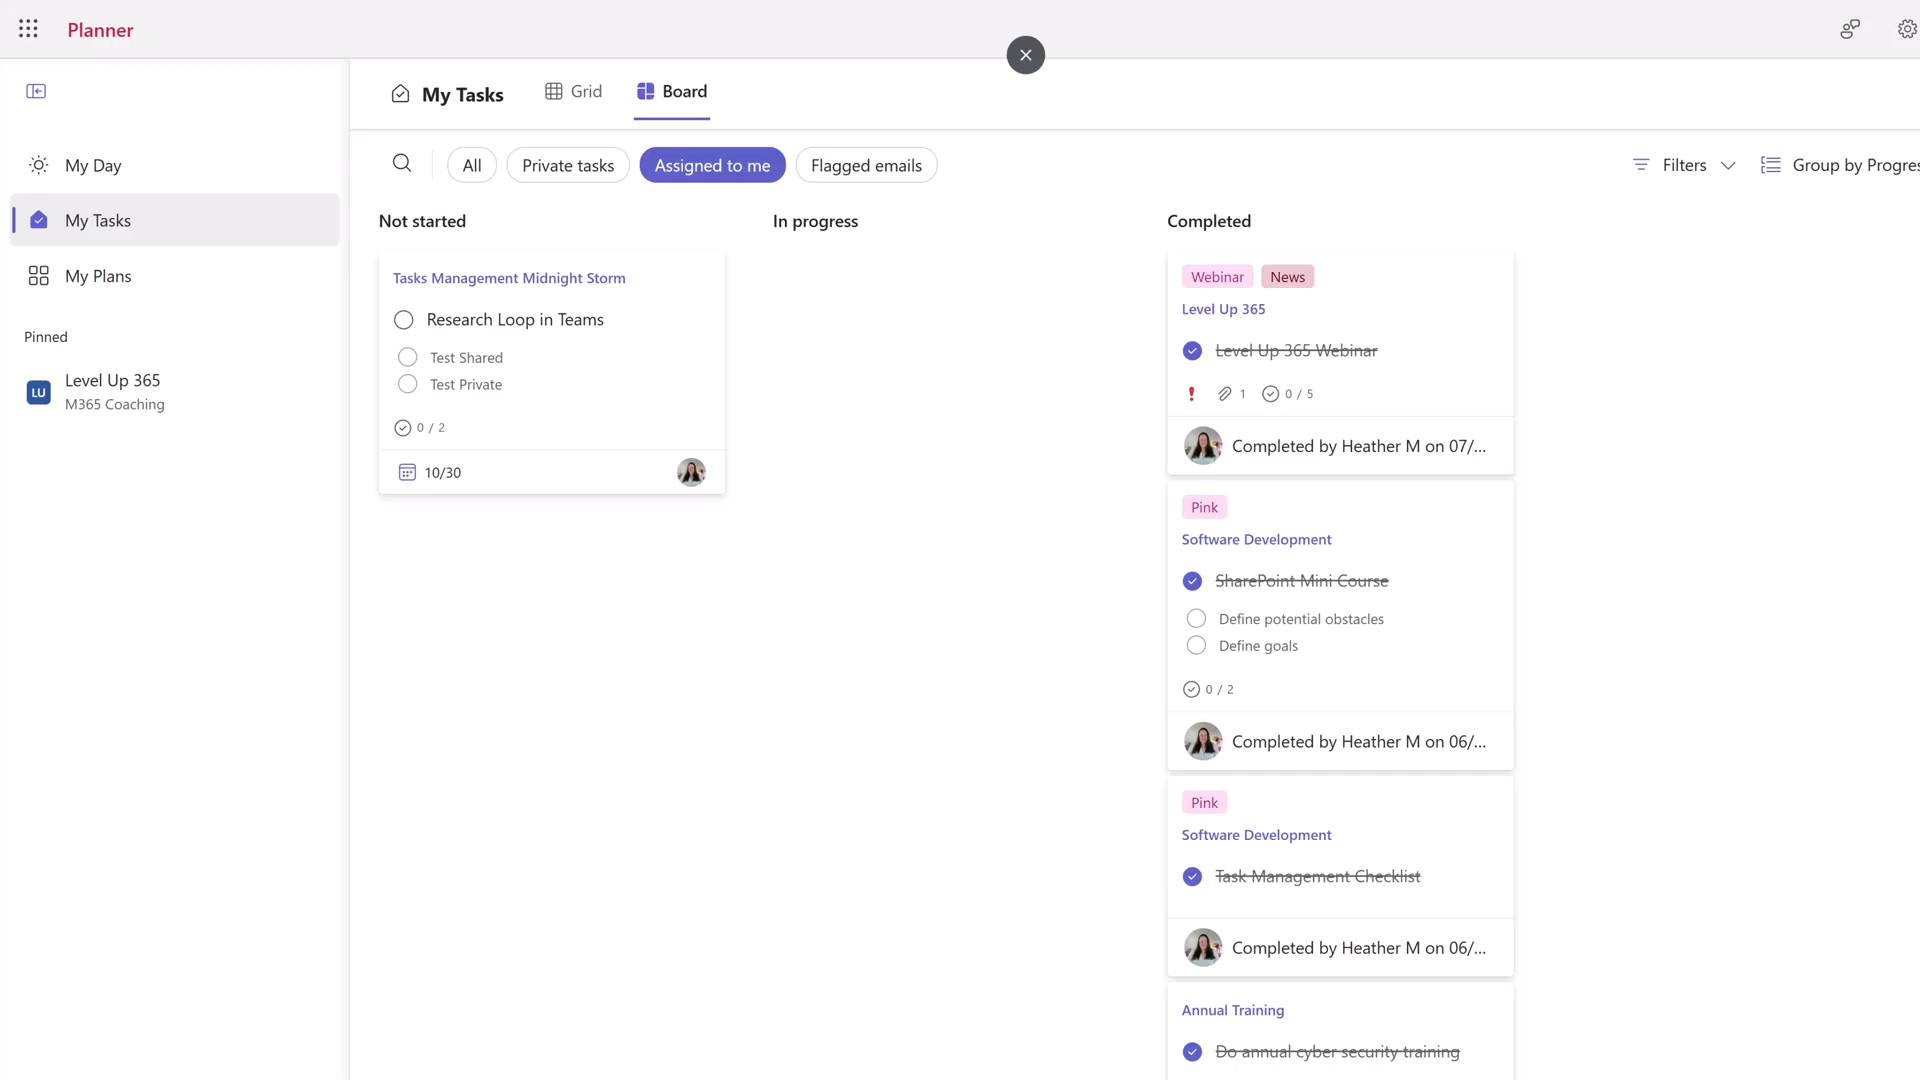 Planner
My Tasks
Grid
Board
My Day
My Tasks
My Plans
Pinned
LU
Level Up 365
M365 Coaching
All
Private tasks
Assigned to me
Flagged emails
Filters
Group by Progres
Not started
Tasks Management Midnight Storm
Research Loop in Teams
Test Shared
Test Private
0 / 2
10/30
In progress
Completed
Webinar
News
Level Up 365
Level Up 365 Webinar
1
0 / 5
Completed by Heather M on 07/...
Pink
Software Development
SharePoint Mini Course
Define potential obstacles
Define goals
0 / 2
Completed by Heather M on 06/...
Pink
Software Development
Task Management Checklist
Completed by Heather M on 06/...
Annual Training
Do annual cyber security training